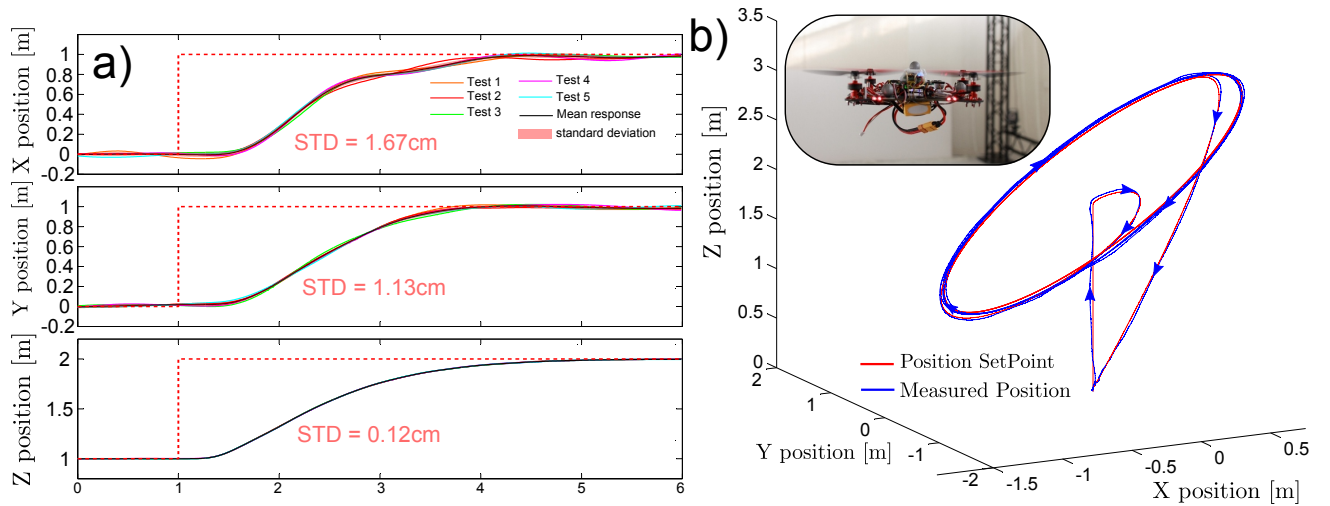 a)
X position [m]
1
0.8
0.6
0.4
0.2
0
-0.2
Test 1
Test 2
Test 3
Test 4
Test 5
Mean response
standard deviation
STD = 1.67cm
Y position [m]
1
0.8
0.6
0.4
0.2
0
-0.2
STD = 1.13cm
Z position [m]
2
1.5
1
STD = 0.12cm
0 1 2 3 4 5 6
b)
Z position [m]
3.5
3
2.5
2
1.5
1
0.5
0
Position SetPoint
Measured Position
2
1
0
-1
-2
Y position [m]
-1.5
-1
-0.5
0
0.5
X position [m]